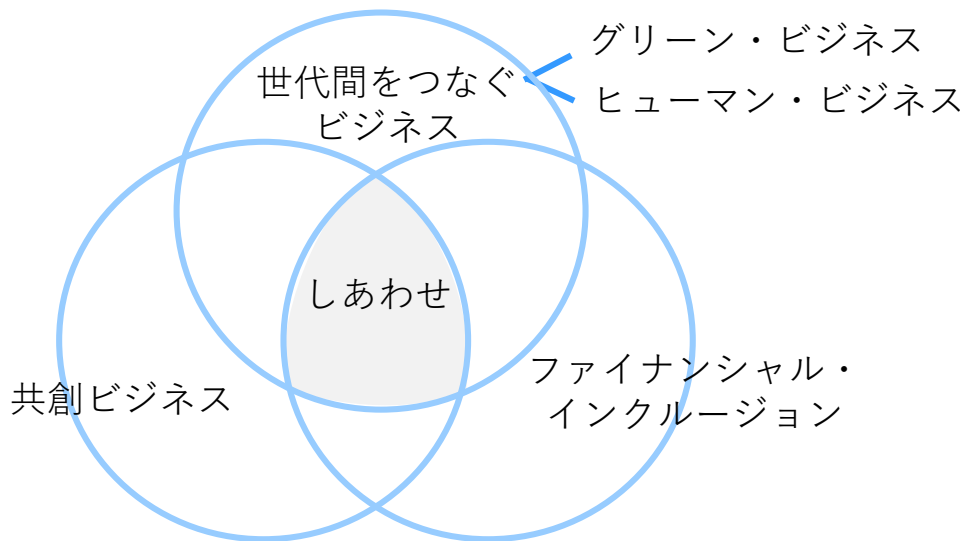 グリーン・ビジネス
世代間をつなぐ
ビジネス
ヒューマン・ビジネス
しあわせ
共創ビジネス
ファイナンシャル・
インクルージョン